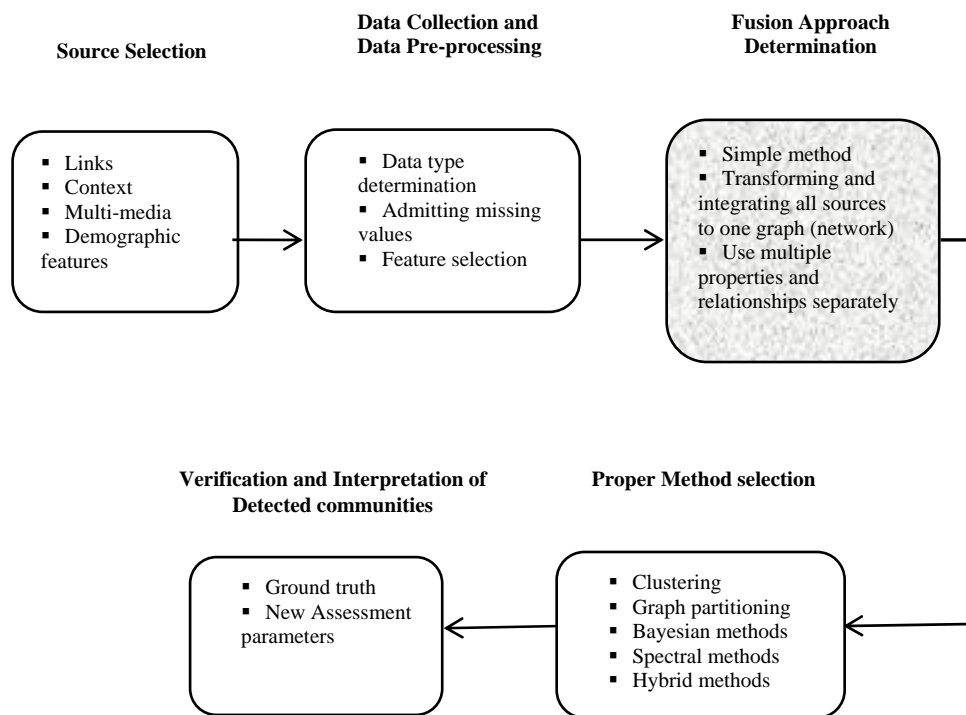 Source Selection
Data Collection and
Data Pre-processing
Fusion Approach
Determination
▪ Links
▪ Context
▪ Multi-media
▪ Demographic
features
▪ Data type
determination
▪ Admitting missing
values
▪ Feature selection
▪ Simple method
▪ Transforming and
integrating all sources
to one graph (network)
▪ Use multiple
properties and
relationships separately
Verification and Interpretation of
Detected communities
Proper Method selection
▪ Ground truth
▪ New Assessment
parameters
▪ Clustering
▪ Graph partitioning
▪ Bayesian methods
▪ Spectral methods
▪ Hybrid methods